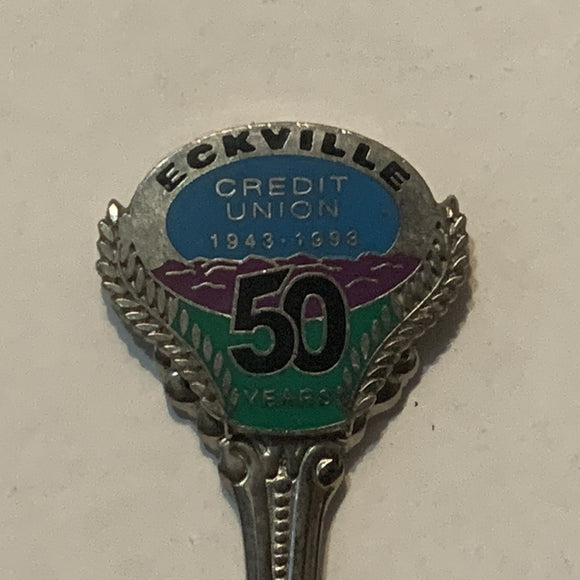 ECKVILLE
CREDIT
UNION
1943-1993
50
YEARS